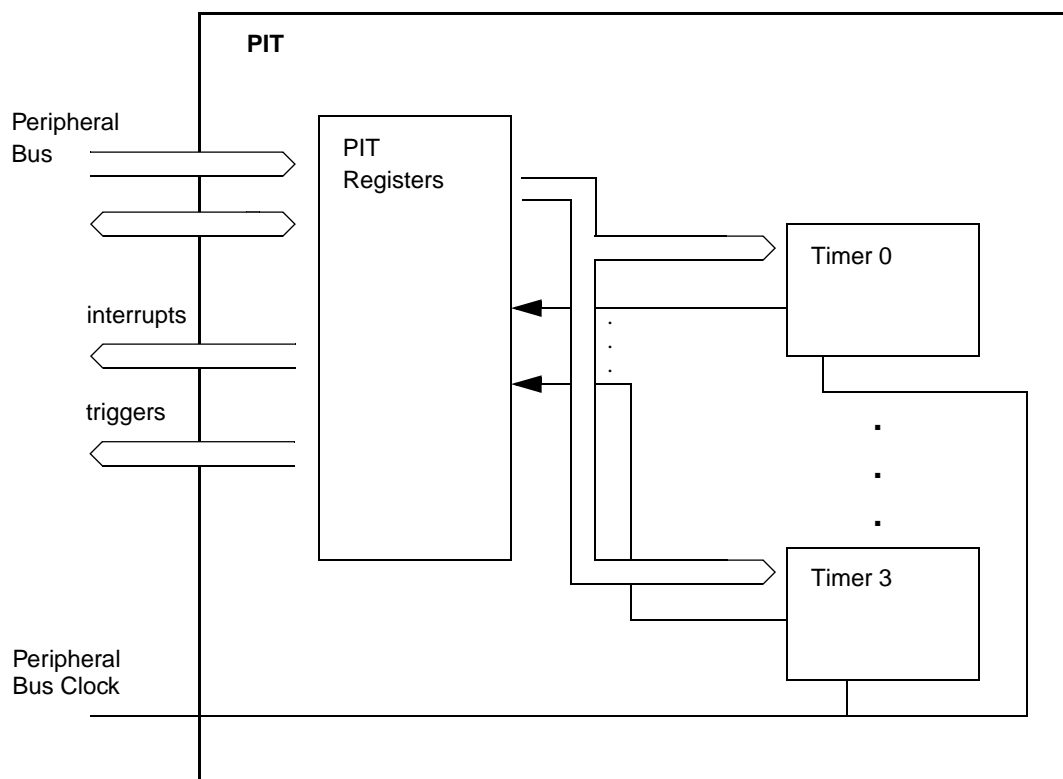 PIT
Peripheral
Bus
PIT
Registers
Timer 0
interrupts
triggers
Timer 3
Peripheral
Bus Clock